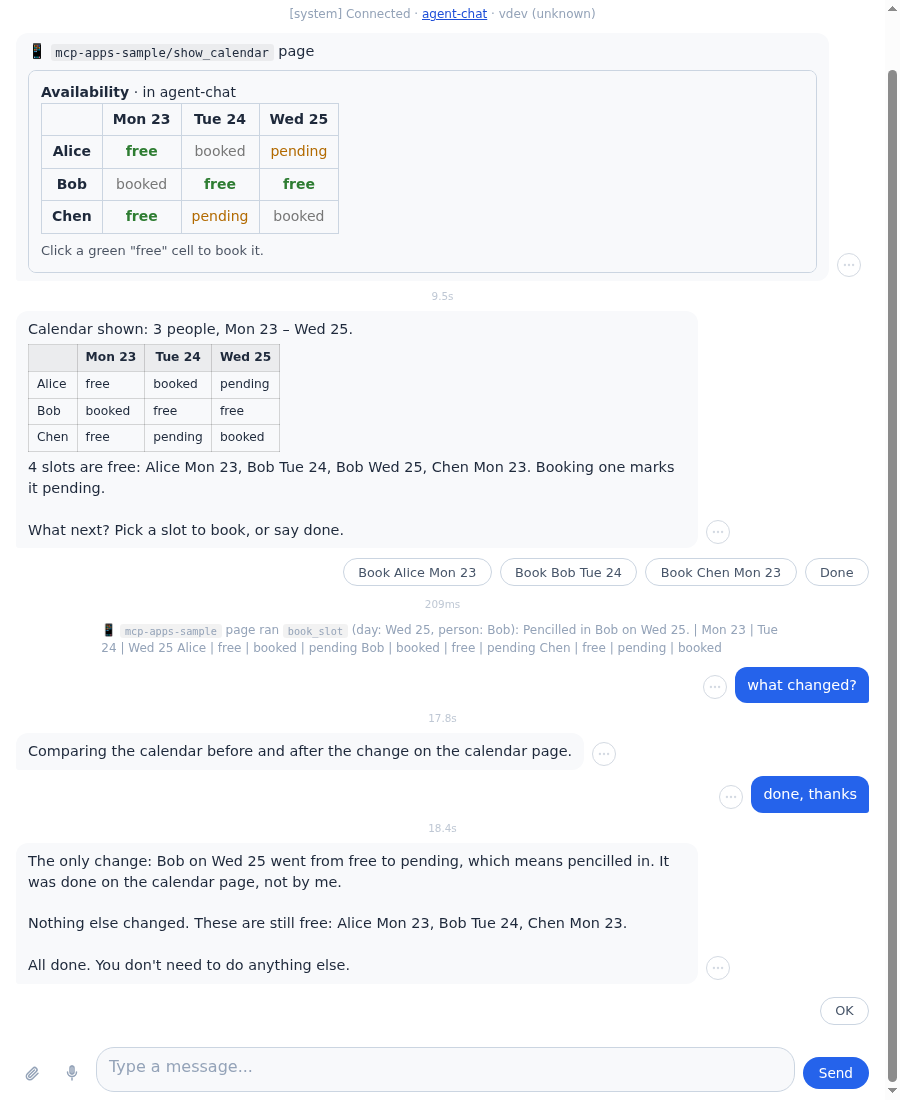 [system] Connected · agent-chat · vdev (unknown)
mcp-apps-sample/show_calendar page
Availability · in agent-chat
Mon 23 Tue 24 Wed 25
Alice free booked pending
Bob booked free free
Chen free pending booked
Click a green "free" cell to book it.
9.5s
Calendar shown: 3 people, Mon 23 – Wed 25.
Mon 23 Tue 24 Wed 25
Alice free booked pending
Bob booked free free
Chen free pending booked
4 slots are free: Alice Mon 23, Bob Tue 24, Bob Wed 25, Chen Mon 23. Booking one marks
it pending.
What next? Pick a slot to book, or say done.
Book Alice Mon 23 Book Bob Tue 24 Book Chen Mon 23 Done
209ms
mcp-apps-sample page ran book_slot (day: Wed 25, person: Bob): Pencilled in Bob on Wed 25. | Mon 23 | Tue
24 | Wed 25 Alice | free | booked | pending Bob | booked | free | pending Chen | free | pending | booked
what changed?
17.8s
Comparing the calendar before and after the change on the calendar page.
done, thanks
18.4s
The only change: Bob on Wed 25 went from free to pending, which means pencilled in. It
was done on the calendar page, not by me.
Nothing else changed. These are still free: Alice Mon 23, Bob Tue 24, Chen Mon 23.
All done. You don't need to do anything else.
OK
Type a message...
Send